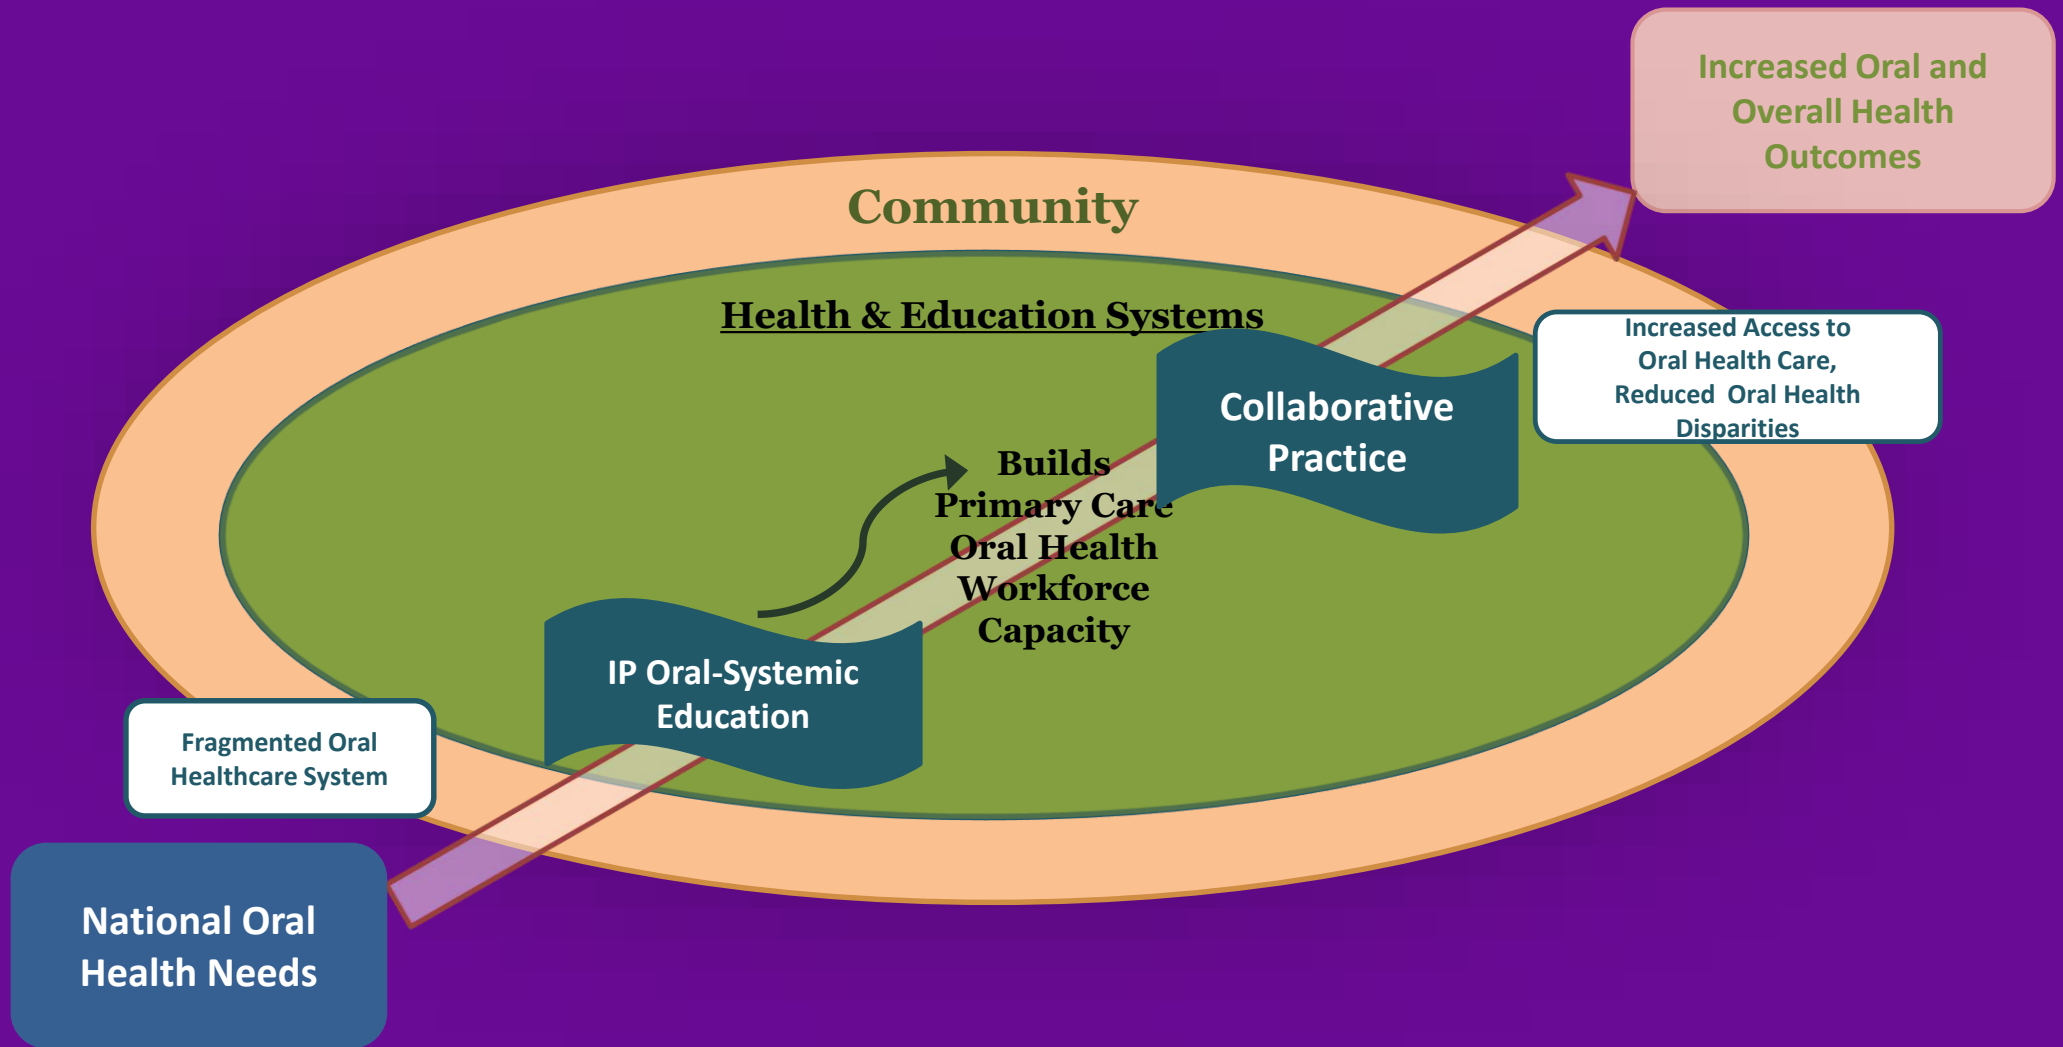 Increased Oral and
Overall Health
Outcomes
Community
Health & Education Systems
Increased Access to
Oral Health Care,
Reduced Oral Health
Disparities
Collaborative
Practice
Builds
Primary Care
Oral Health
Workforce
Capacity
IP Oral-Systemic
Education
Fragmented Oral
Healthcare System
National Oral
Health Needs